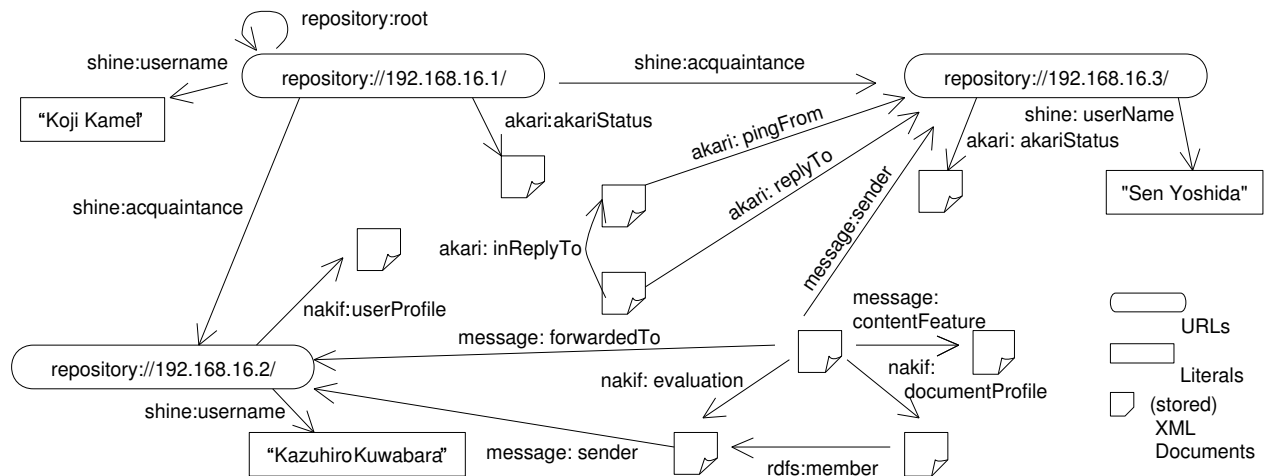 repository:root
shine:username
repository://192.168.16.1/
shine:acquaintance
repository://192.168.16.3/
"Koji Kamei"
akari:akariStatus
akari: pingFrom
shine: userName
akari: akariStatus
akari: replyTo
"Sen Yoshida"
shine:acquaintance
message:sender
akari: inReplyTo
nakif:userProfile
message:
contentFeature
message: forwardedTo
URLs
repository://192.168.16.2/
nakif: evaluation
nakif:
documentProfile
Literals
shine:username
(stored)
XML
Documents
"KazuhiroKuwabara"
message: sender
rdfs:member